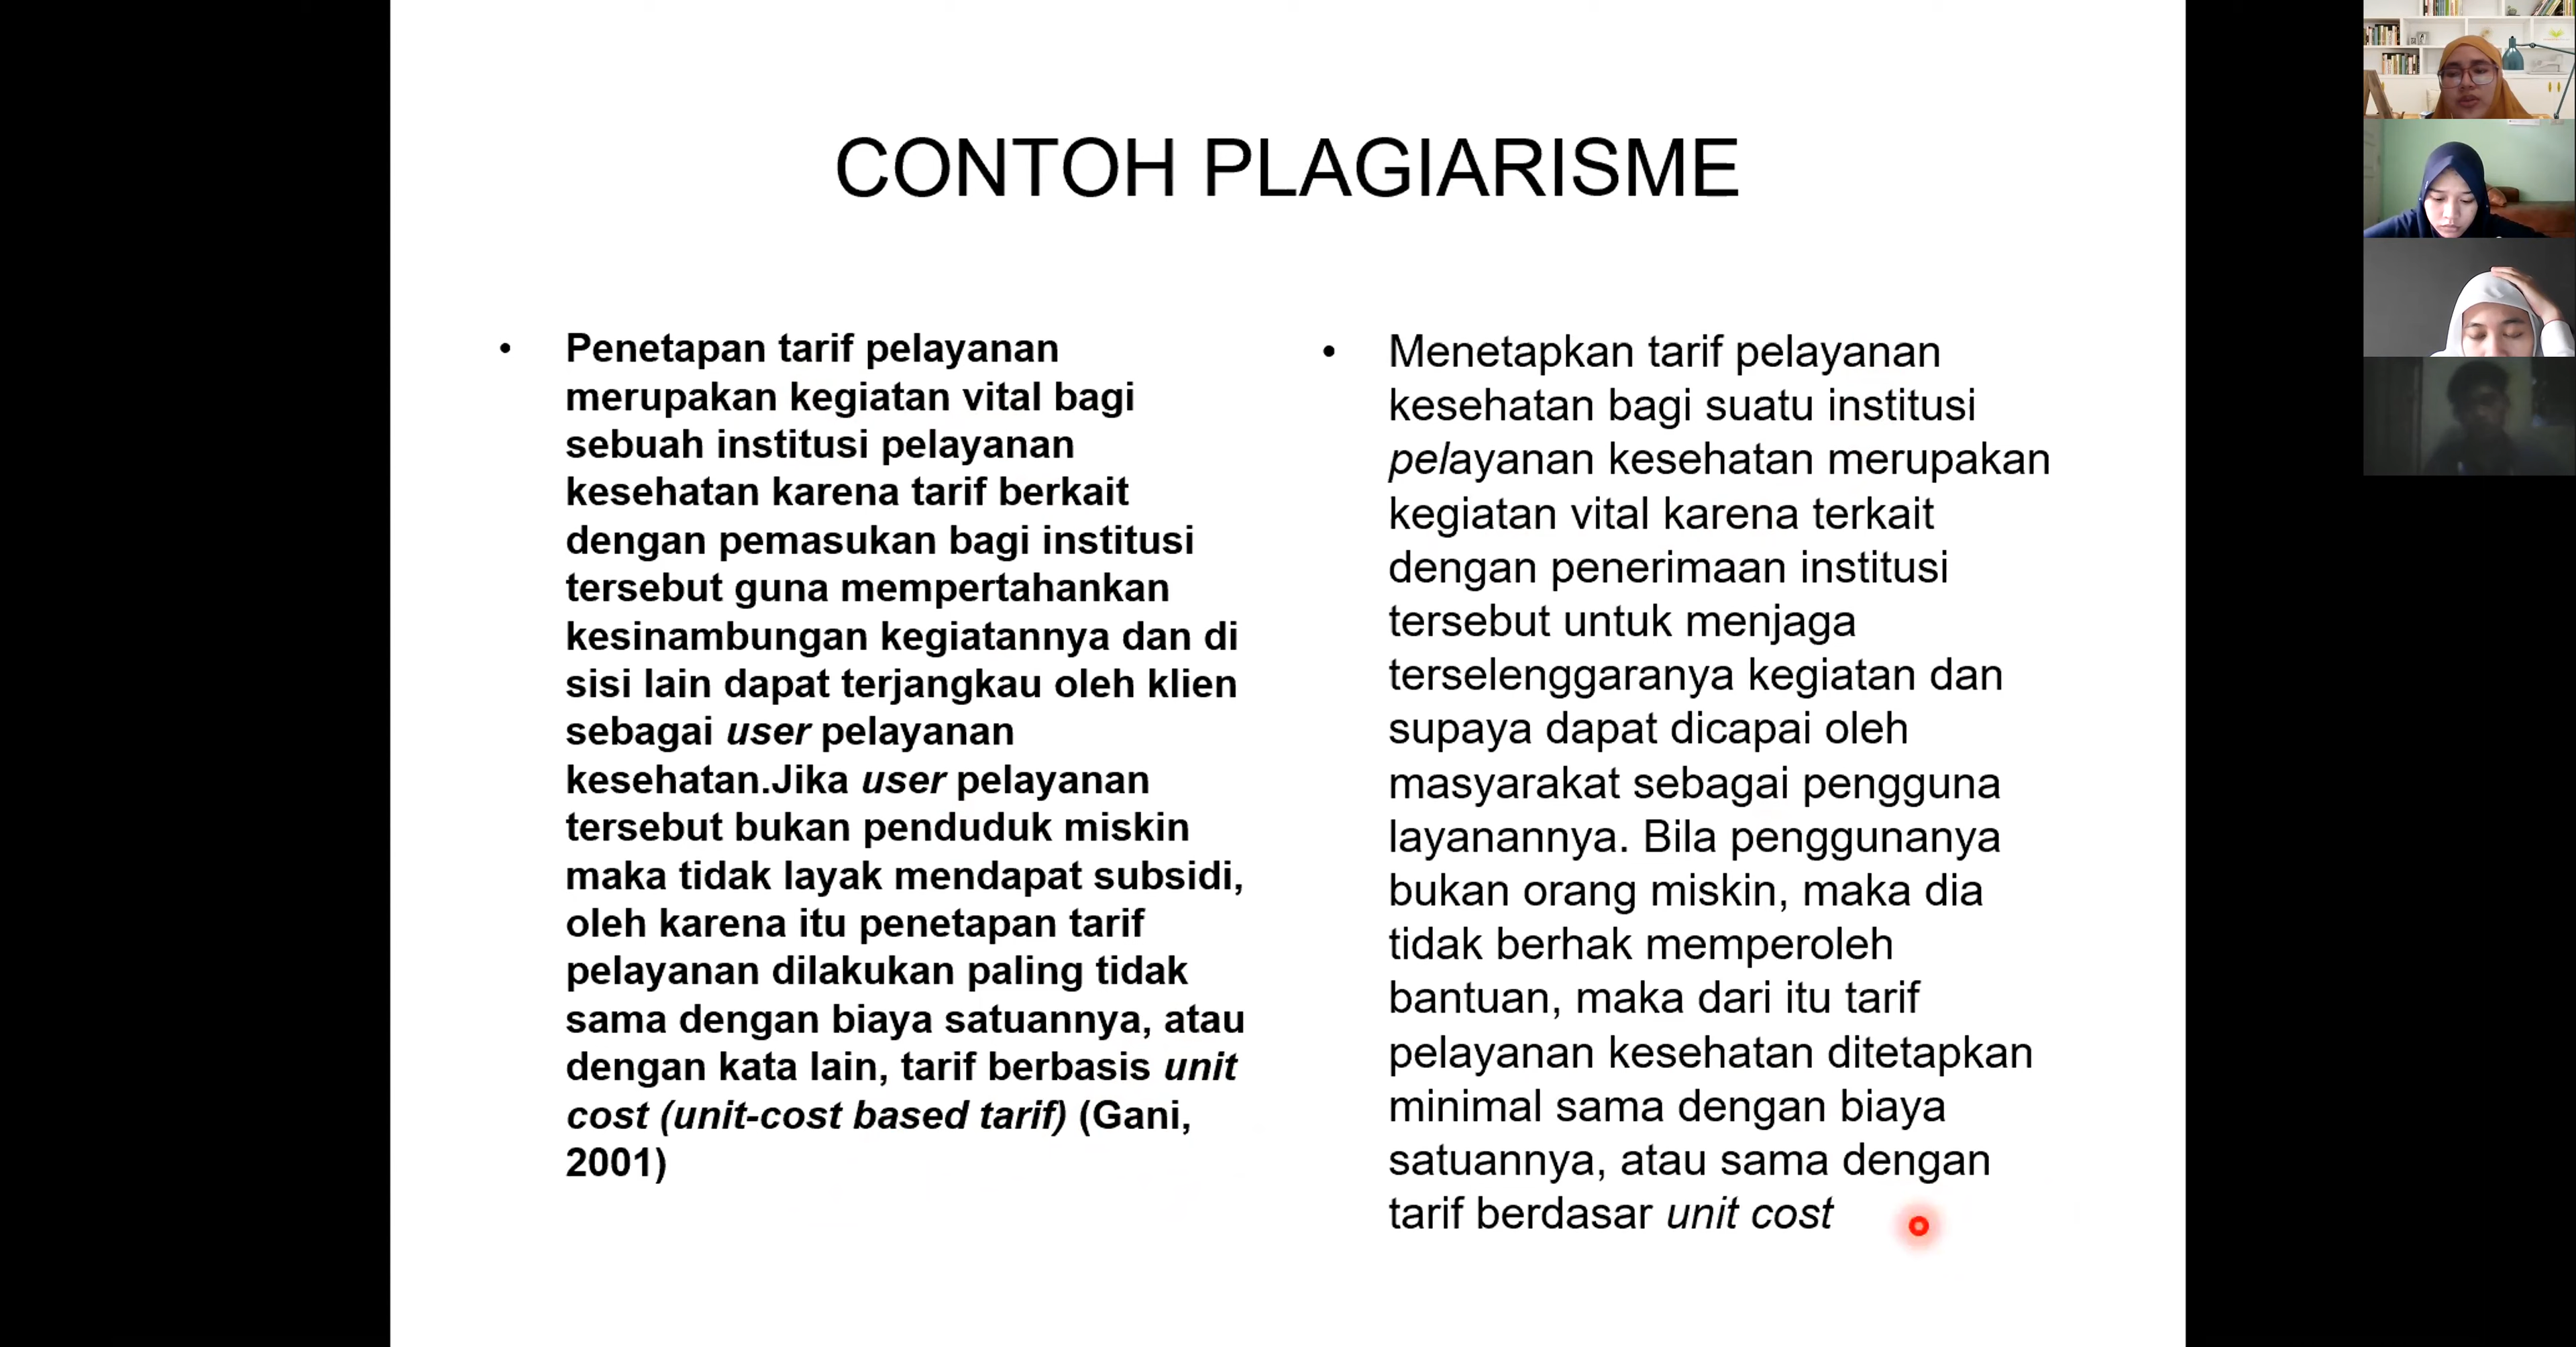 CONTOH PLAGIARISME
• Penetapan tarif pelayanan
merupakan kegiatan vital bagi
sebuah institusi pelayanan
kesehatan karena tarif berkait
dengan pemasukan bagi institusi
tersebut guna mempertahankan
kesinambungan kegiatannya dan di
sisi lain dapat terjangkau oleh klien
sebagai user pelayanan
kesehatan.Jika user pelayanan
tersebut bukan penduduk miskin
maka tidak layak mendapat subsidi,
oleh karena itu penetapan tarif
pelayanan dilakukan paling tidak
sama dengan biaya satuannya, atau
dengan kata lain, tarif berbasis unit
cost (unit-cost based tarif) (Gani,
2001)
• Menetapkan tarif pelayanan
kesehatan bagi suatu institusi
pelayanan kesehatan merupakan
kegiatan vital karena terkait
dengan penerimaan institusi
tersebut untuk menjaga
terselenggaranya kegiatan dan
supaya dapat dicapai oleh
masyarakat sebagai pengguna
layanannya. Bila penggunanya
bukan orang miskin, maka dia
tidak berhak memperoleh
bantuan, maka dari itu tarif
pelayanan kesehatan ditetapkan
minimal sama dengan biaya
satuannya, atau sama dengan
tarif berdasar unit cost